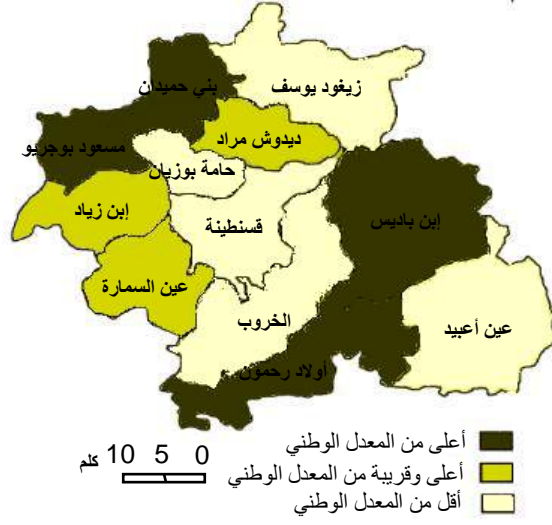 زيغود يوسف
بني حميدان
ديدوش مراد
مسعود بوجريو
حامة بوزيان
إبن زياد
قسنطينة
إبن باديس
عين السمارة
الخروب
عين أعبيد
أولاد رحمون
أعلى من المعدل الوطني
أعلى وقريبة من المعدل الوطني
أقل من المعدل الوطني
10 5 0 كلم